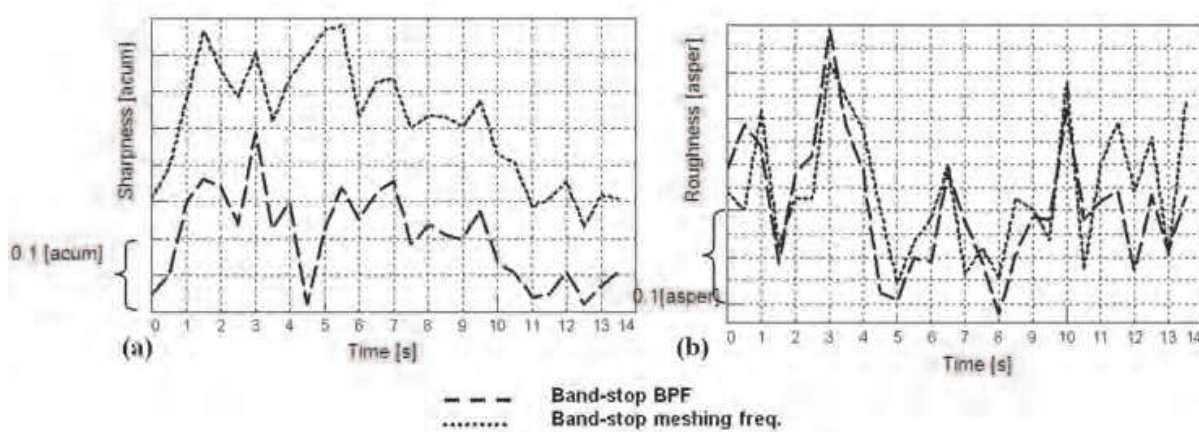 Sharpness [acum]
0 1 [acum]
0 1 2 3 4 5 6 7 8 9 10 11 12 13 14
(a)
Time [s]
Roughness [asper]
0,1[asper]
0 1 2 3 4 5 6 7 8 9 10 11 12 13 14
(b)
Time [s]
Band-stop BPF
Band-stop meshing freq.